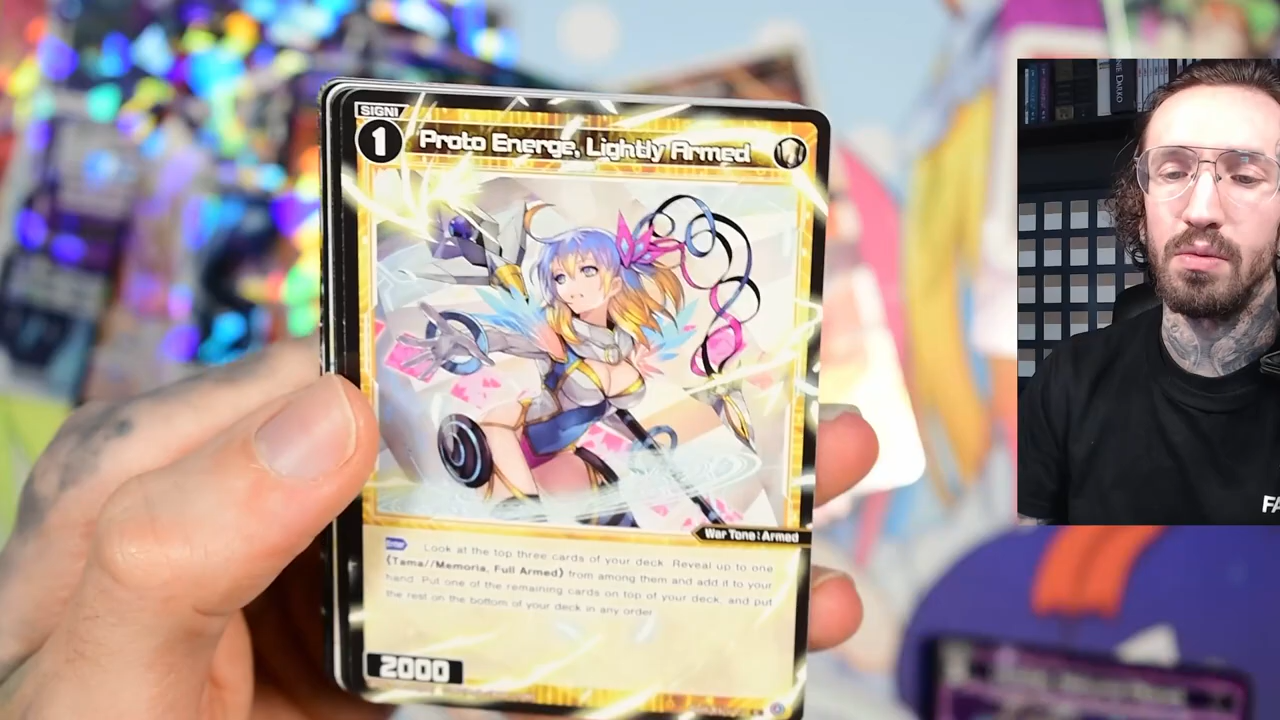 SIGNI
1 Proto Energe, Lightly Armed
War Tone:Armed
Enter Look at the top three cards of your deck. Reveal up to one
《Tama//Memoria, Full Armed》 from among them and add it to your
hand. Put one of the remaining cards on top of your deck, and put
the rest on the bottom of your deck in any order.
2000
DARKO
FA